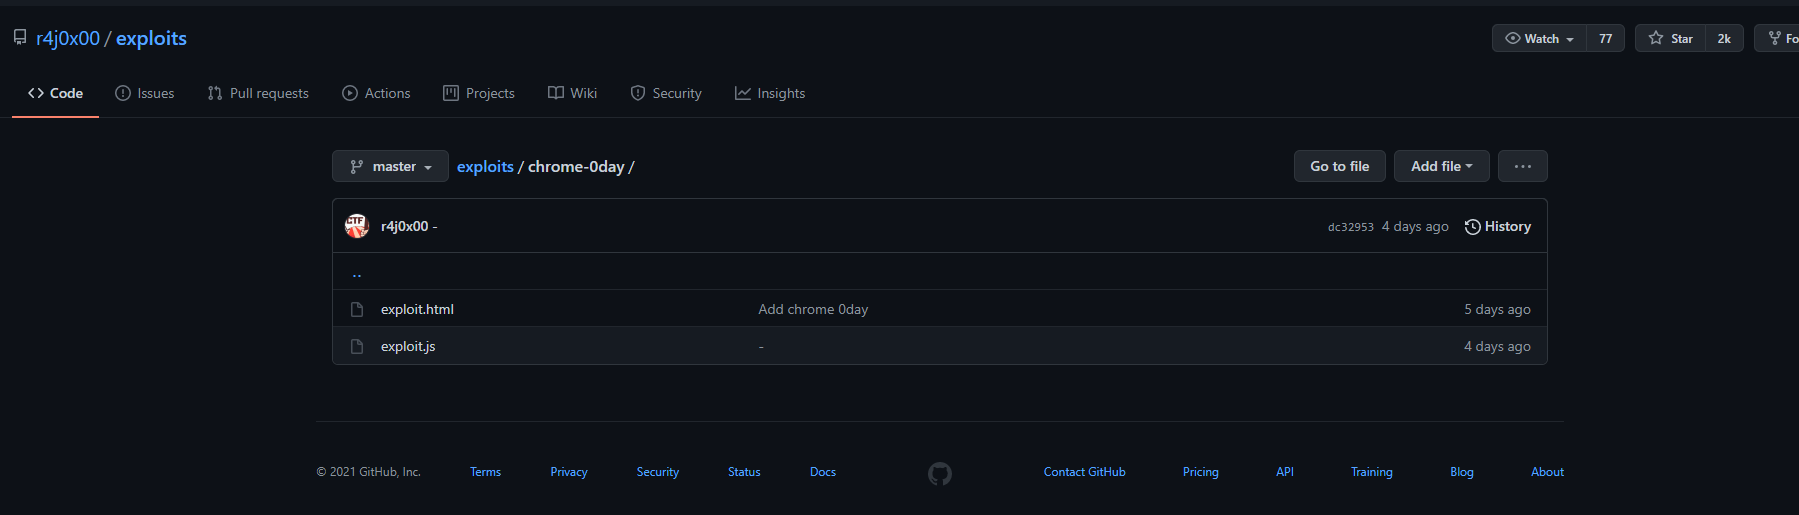 r4j0x00 / exploits
Watch 77 Star 2k Fo
Code Issues Pull requests Actions Projects Wiki Security Insights
master exploits / chrome-0day / Go to file Add file ...
r4j0x00 - dc32953 4 days ago History
..
exploit.html Add chrome 0day 5 days ago
exploit.js - 4 days ago
© 2021 GitHub, Inc. Terms Privacy Security Status Docs Contact GitHub Pricing API Training Blog About